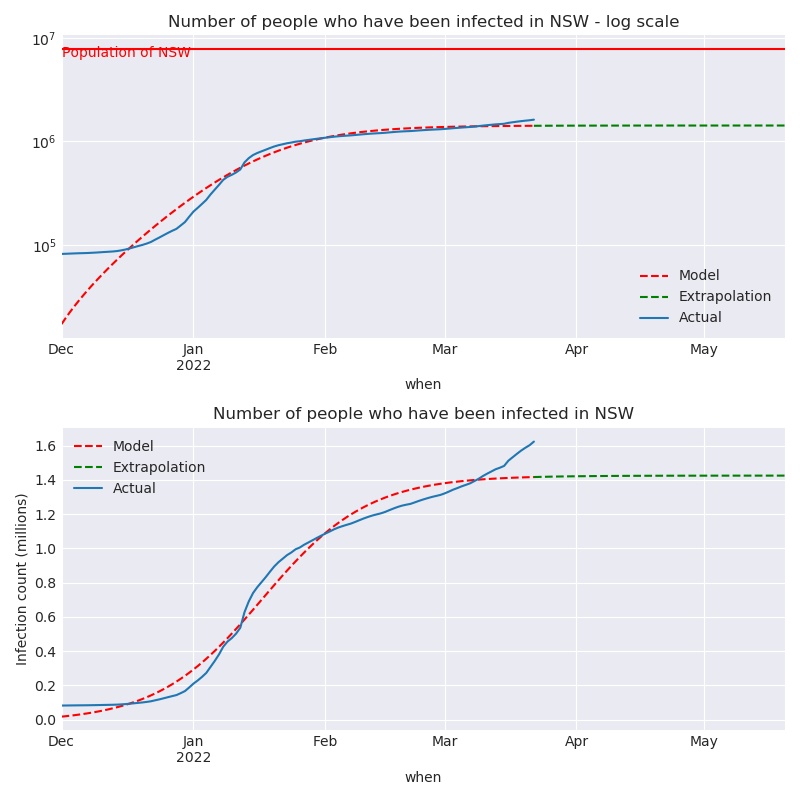 Number of people who have been infected in NSW - log scale
10^7
Population of NSW
10^6
10^5
Model
Extrapolation
Actual
Dec Jan Feb Mar Apr May
2022
when
Number of people who have been infected in NSW
Infection count (millions)
1.6
1.4
1.2
1.0
0.8
0.6
0.4
0.2
0.0
Model
Extrapolation
Actual
Dec Jan Feb Mar Apr May
2022
when